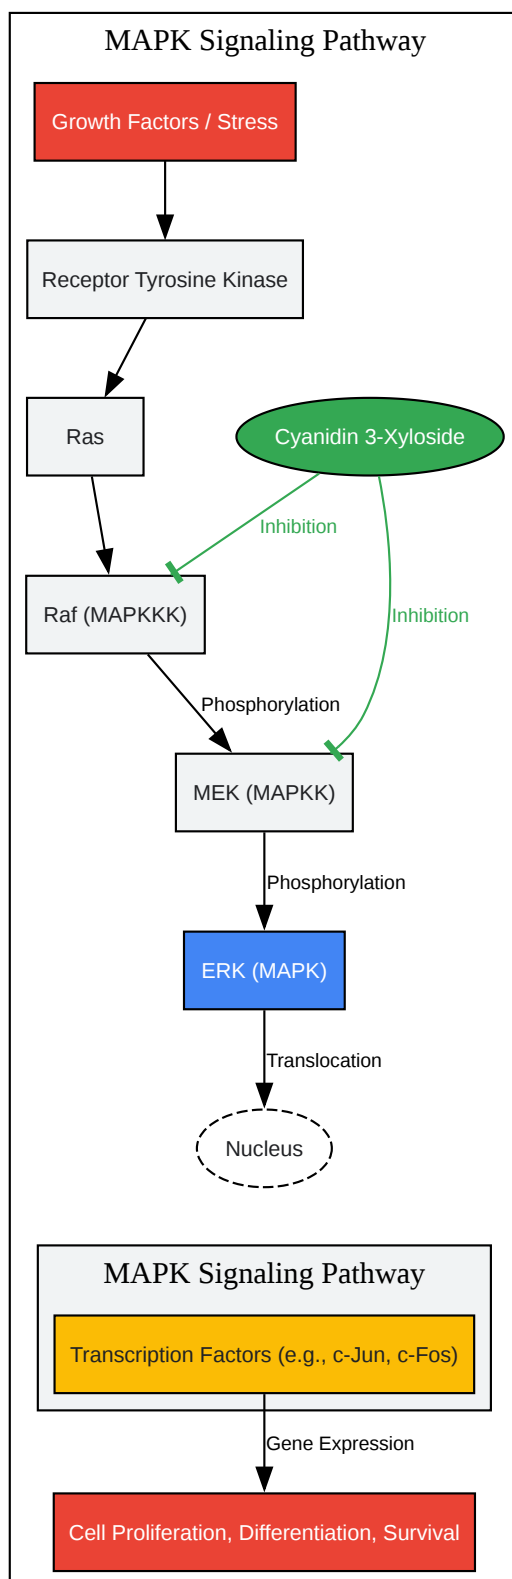 MAPK Signaling Pathway
Growth Factors / Stress
Receptor Tyrosine Kinase
Ras
Cyanidin 3-Xyloside
Inhibition
Raf (MAPKKK)
Inhibition
Phosphorylation
MEK (MAPKK)
Phosphorylation
ERK (MAPK)
Translocation
Nucleus
MAPK Signaling Pathway
Transcription Factors (e.g., c-Jun, c-Fos)
Gene Expression
Cell Proliferation, Differentiation, Survival